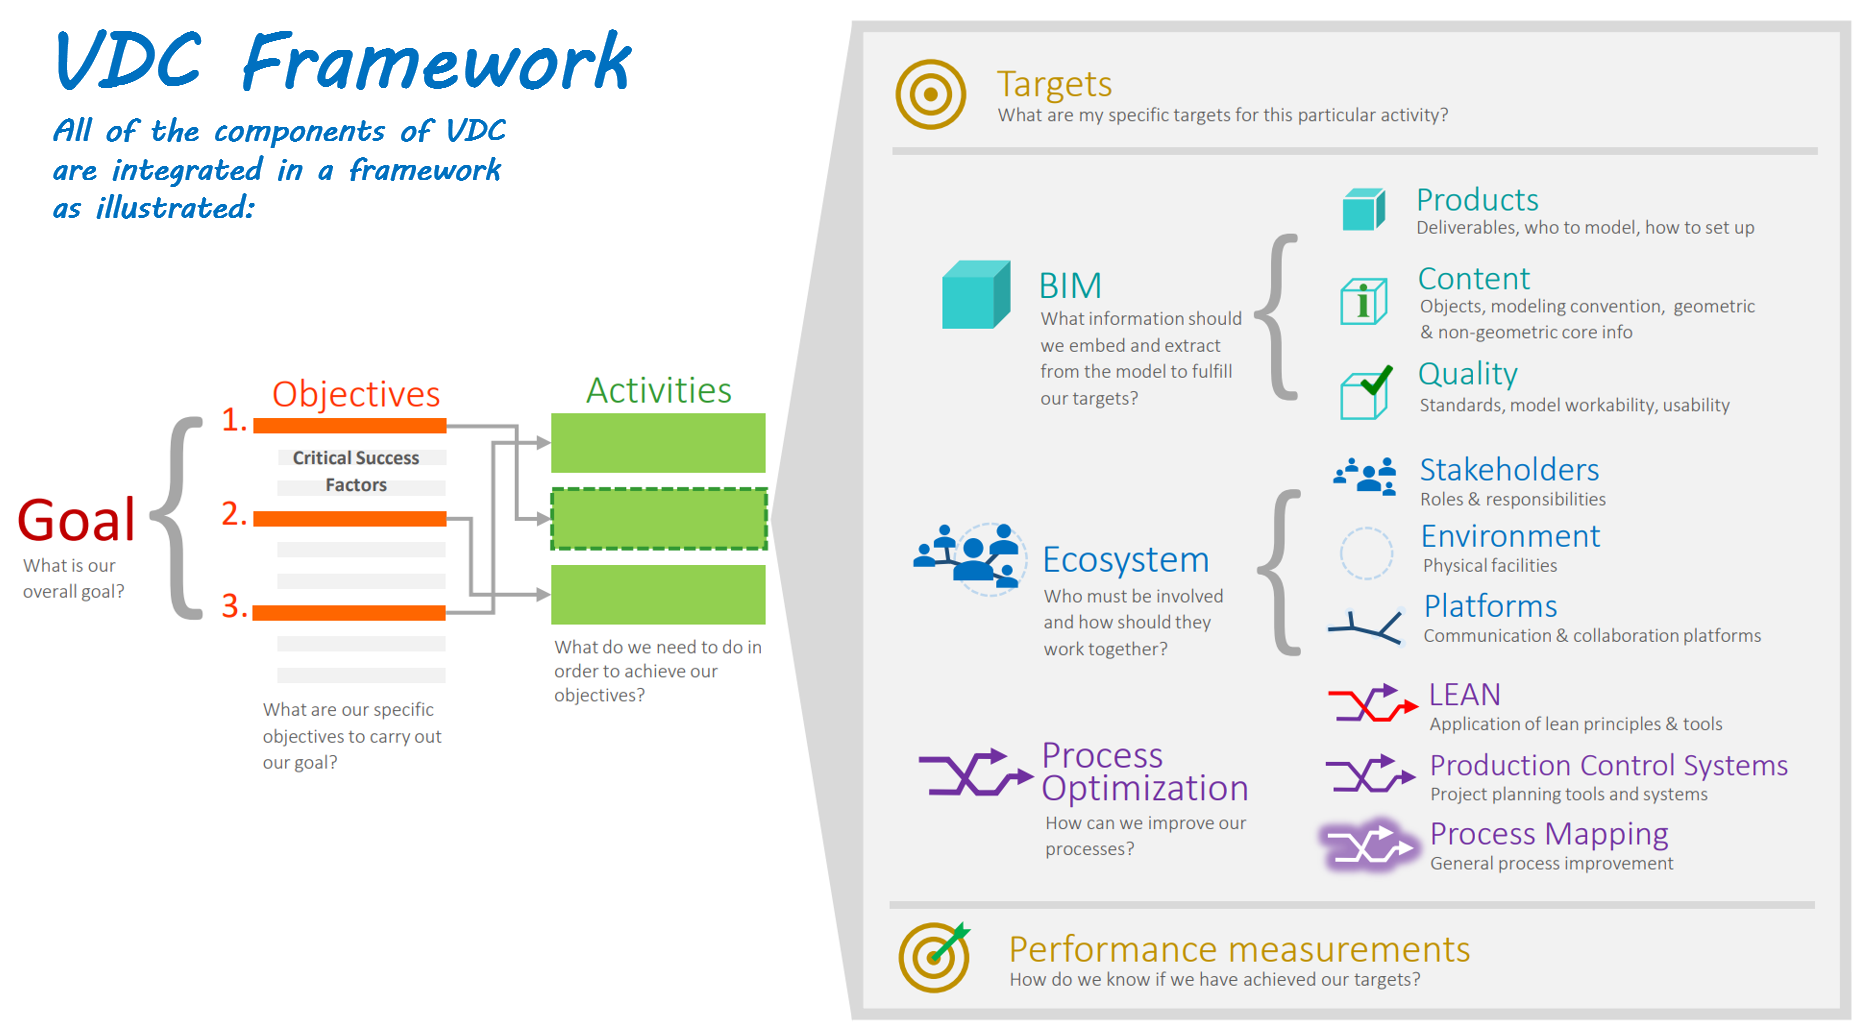 VDC Framework
All of the components of VDC
are integrated in a framework
as illustrated:
Goal
What is our
overall goal?
Objectives
1.
Critical Success
Factors
2.
3.
What are our specific
objectives to carry out
our goal?
Activities
What do we need to do in
order to achieve our
objectives?
Targets
What are my specific targets for this particular activity?
BIM
What information should
we embed and extract
from the model to fulfill
our targets?
Products
Deliverables, who to model, how to set up
Content
Objects, modeling convention, geometric
& non-geometric core info
Quality
Standards, model workability, usability
Ecosystem
Who must be involved
and how should they
work together?
Stakeholders
Roles & responsibilities
Environment
Physical facilities
Platforms
Communication & collaboration platforms
Process
Optimization
How can we improve our
processes?
LEAN
Application of lean principles & tools
Production Control Systems
Project planning tools and systems
Process Mapping
General process improvement
Performance measurements
How do we know if we have achieved our targets?